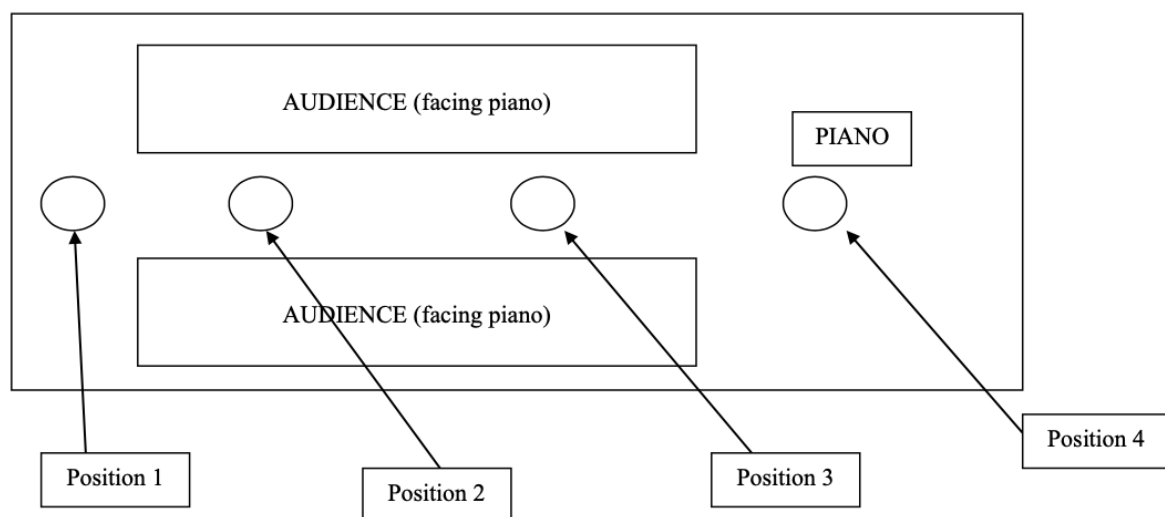 AUDIENCE (facing piano)
PIANO
AUDIENCE (facing piano)
Position 1
Position 2
Position 3
Position 4